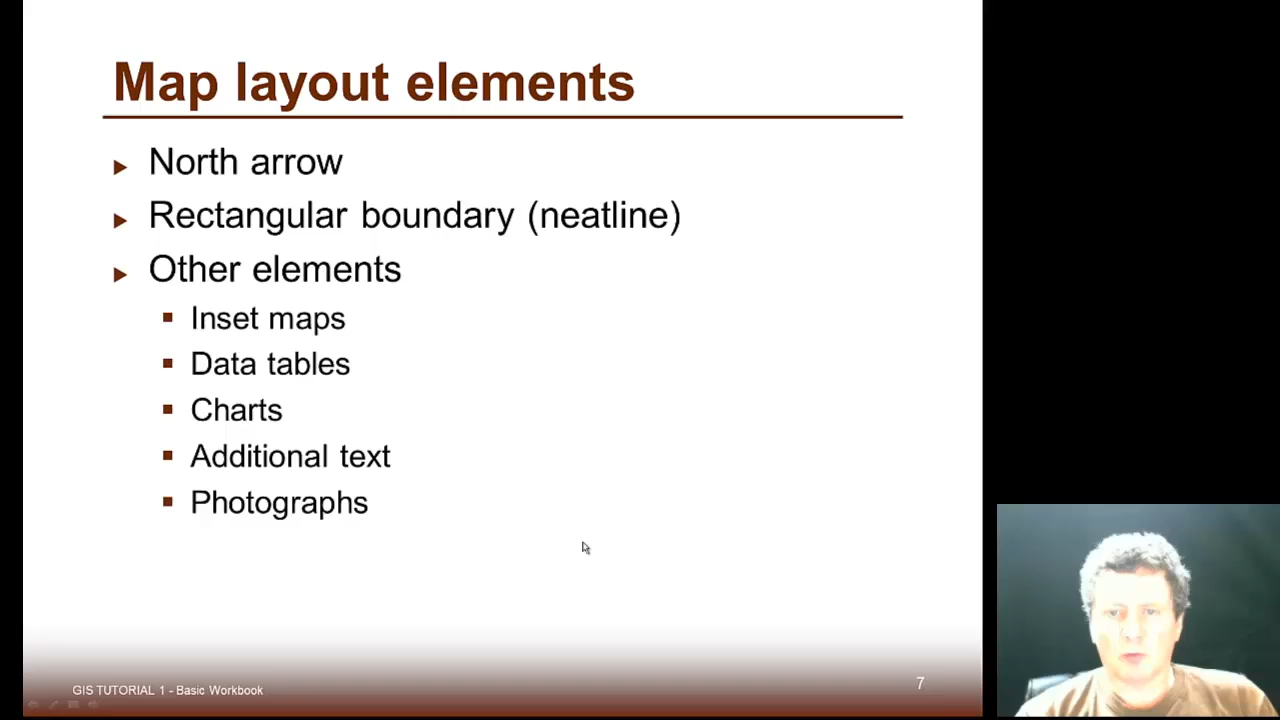 Map layout elements
North arrow
Rectangular boundary (neatline)
Other elements
Inset maps
Data tables
Charts
Additional text
Photographs
GIS TUTORIAL 1 - Basic Workbook
7